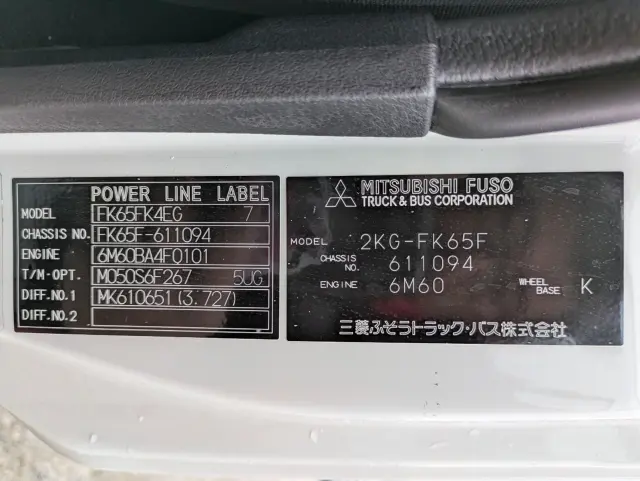 POWER LINE LABEL
MODEL FK65FK4EG 7
CHASSIS NO. FK65F-611094
ENGINE 6M60BA4F0101
T/M-OPT. M050S6F267 5UG
DIFF.NO.1 MK610651(3.727)
DIFF.NO.2
MITSUBISHI FUSO
TRUCK & BUS CORPORATION
MODEL 2KG-FK65F
CHASSIS NO. 611094
ENGINE 6M60 WHEEL BASE K
三菱ふそうトラック・バス株式会社